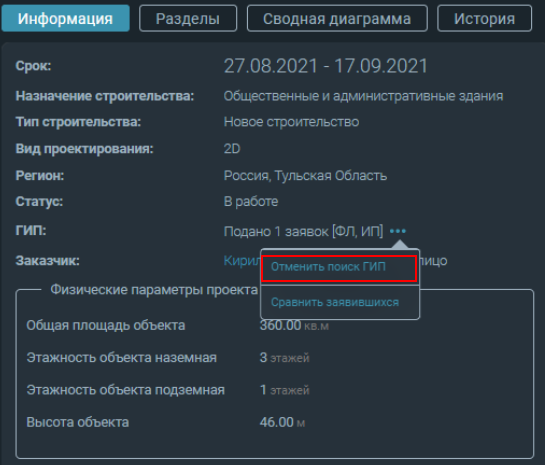 Информация Разделы Сводная диаграмма История
Срок: 27.08.2021 - 17.09.2021
Назначение строительства: Общественные и административные здания
Тип строительства: Новое строительство
Вид проектирования: 2D
Регион: Россия, Тульская Область
Статус: В работе
ГИП: Подано 1 заявок [ФЛ, ИП] •••
Заказчик:
Отменить поиск ГИП
Сравнить заявившихся
Физические параметры проекта
Общая площадь объекта 360.00 кв.м
Этажность объекта наземная 3 этажей
Этажность объекта подземная 1 этажей
Высота объекта 46.00 м